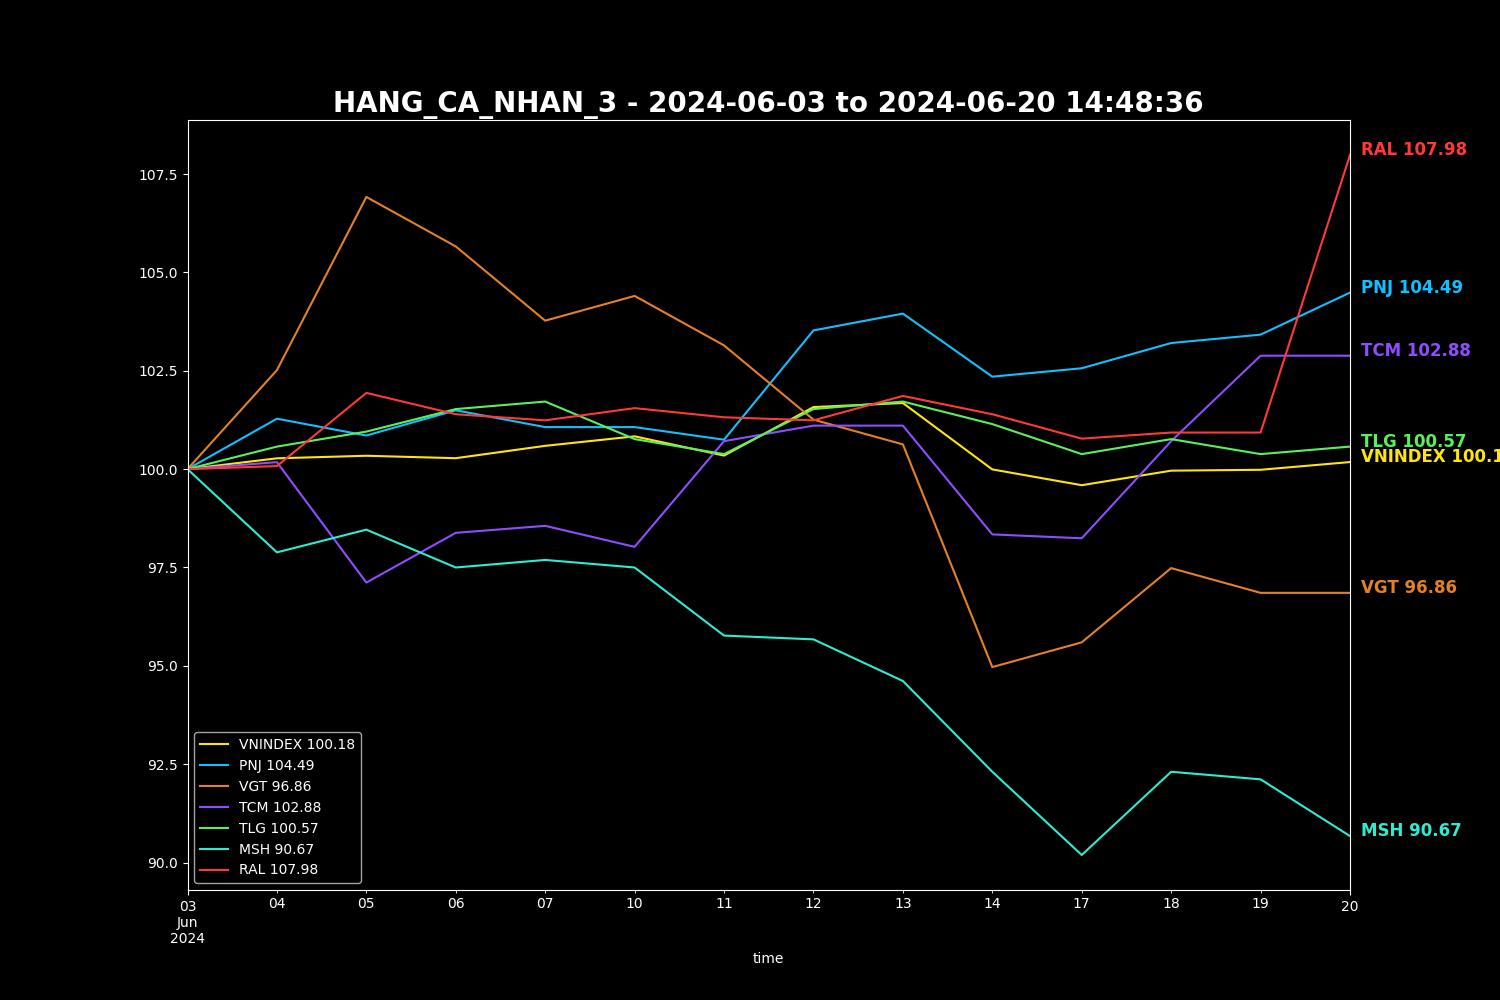 HANG_CA_NHAN_3 - 2024-06-03 to 2024-06-20 14:48:36
107.5
105.0
102.5
100.0
97.5
95.0
92.5
90.0
RAL 107.98
PNJ 104.49
TCM 102.88
TLG 100.57
VNINDEX 100.1
VGT 96.86
MSH 90.67
VNINDEX 100.18
PNJ 104.49
VGT 96.86
TCM 102.88
TLG 100.57
MSH 90.67
RAL 107.98
03 04 05 06 07 10 11 12 13 14 17 18 19 20
Jun
2024
time